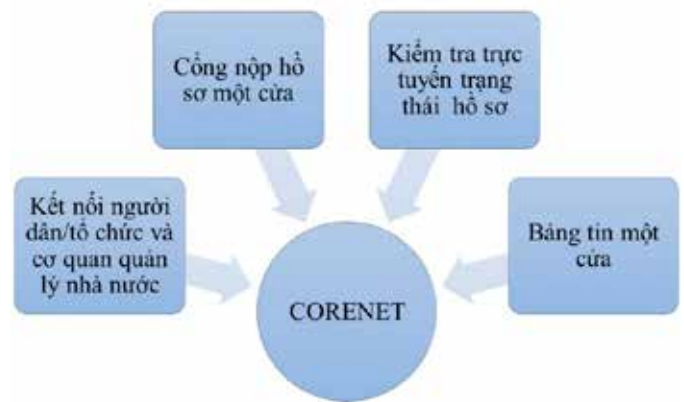 Cổng nộp hồ
sơ một cửa
Kiểm tra trực
tuyến trạng
thái hồ sơ
Kết nối người
dân/tổ chức và
cơ quan quản
lý nhà nước
Bảng tin một
cửa
CORENET